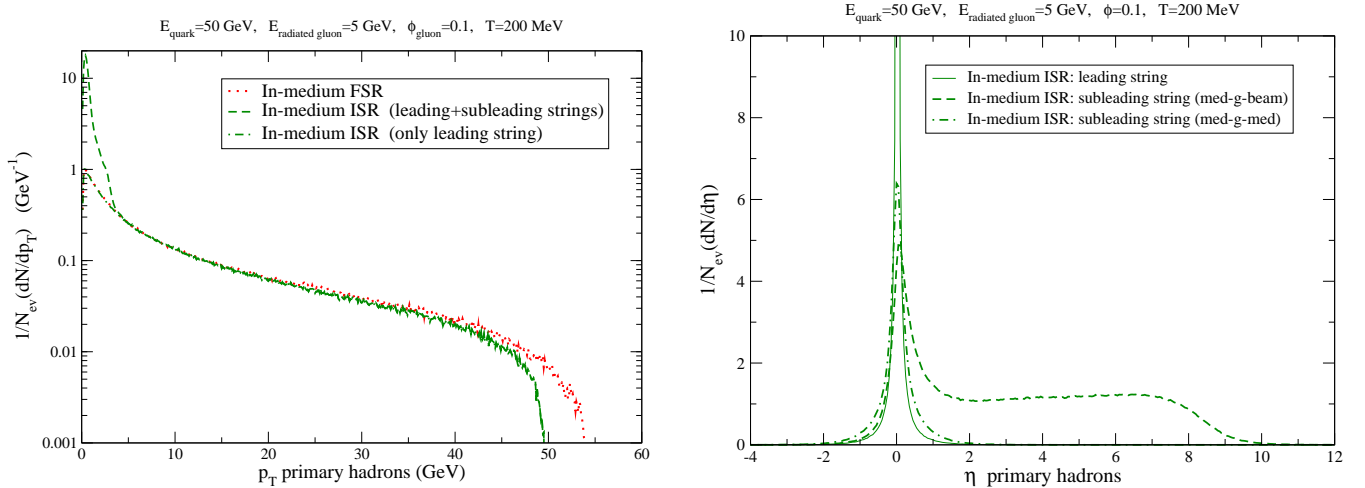 E_quark=50 GeV, E_radiated gluon=5 GeV, ϕ_gluon=0.1, T=200 MeV
In-medium FSR
In-medium ISR (leading+subleading strings)
In-medium ISR (only leading string)
1/N_ev(dN/dp_T) (GeV^-1)
10
1
0.1
0.01
0.001
0 10 20 30 40 50 60
p_T primary hadrons (GeV)
E_quark=50 GeV, E_radiated gluon=5 GeV, ϕ=0.1, T=200 MeV
In-medium ISR: leading string
In-medium ISR: subleading string (med-g-beam)
In-medium ISR: subleading string (med-g-med)
1/N_ev(dN/dη)
10
8
6
4
2
0
-4 -2 0 2 4 6 8 10 12
η primary hadrons